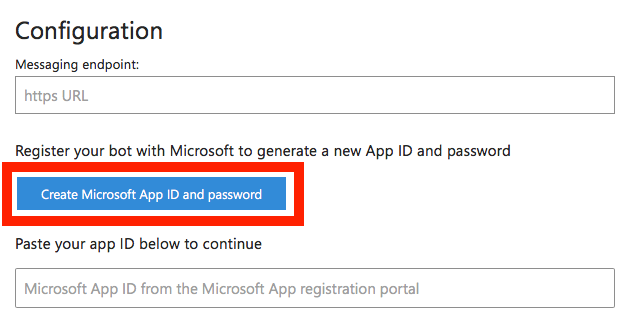 Configuration
Messaging endpoint:
https URL
Register your bot with Microsoft to generate a new App ID and password
Create Microsoft App ID and password
Paste your app ID below to continue
Microsoft App ID from the Microsoft App registration portal